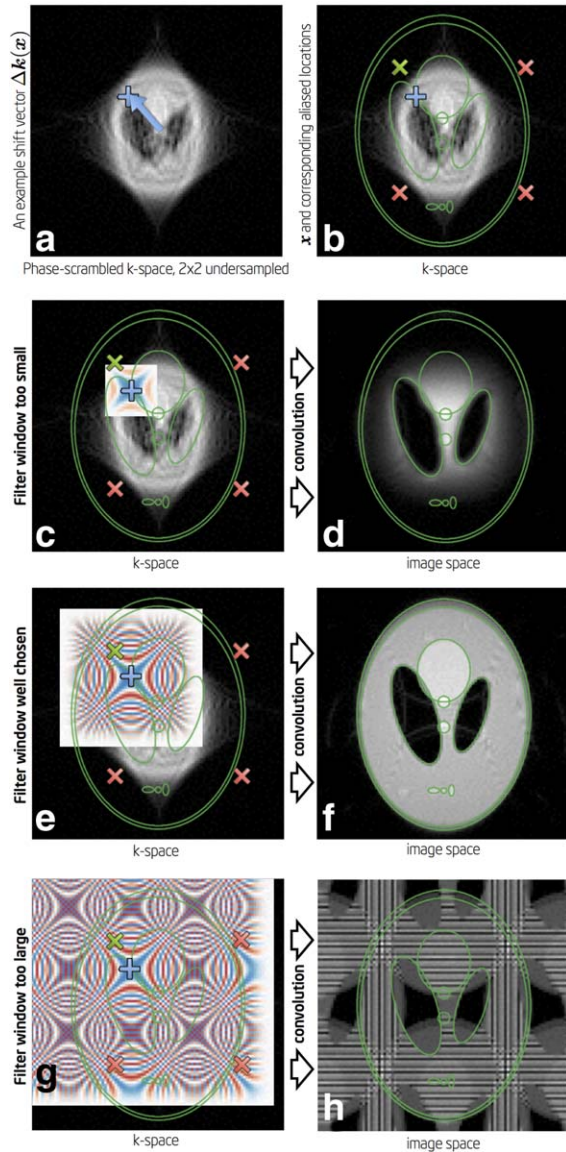 An example shift vector Δk(x)
a
Phase-scrambled k-space, 2x2 undersampled
x and corresponding aliased locations
b
k-space
Filter window too small
c
k-space
convolution
d
image space
Filter window well chosen
e
k-space
convolution
f
image space
Filter window too large
g
k-space
convolution
h
image space